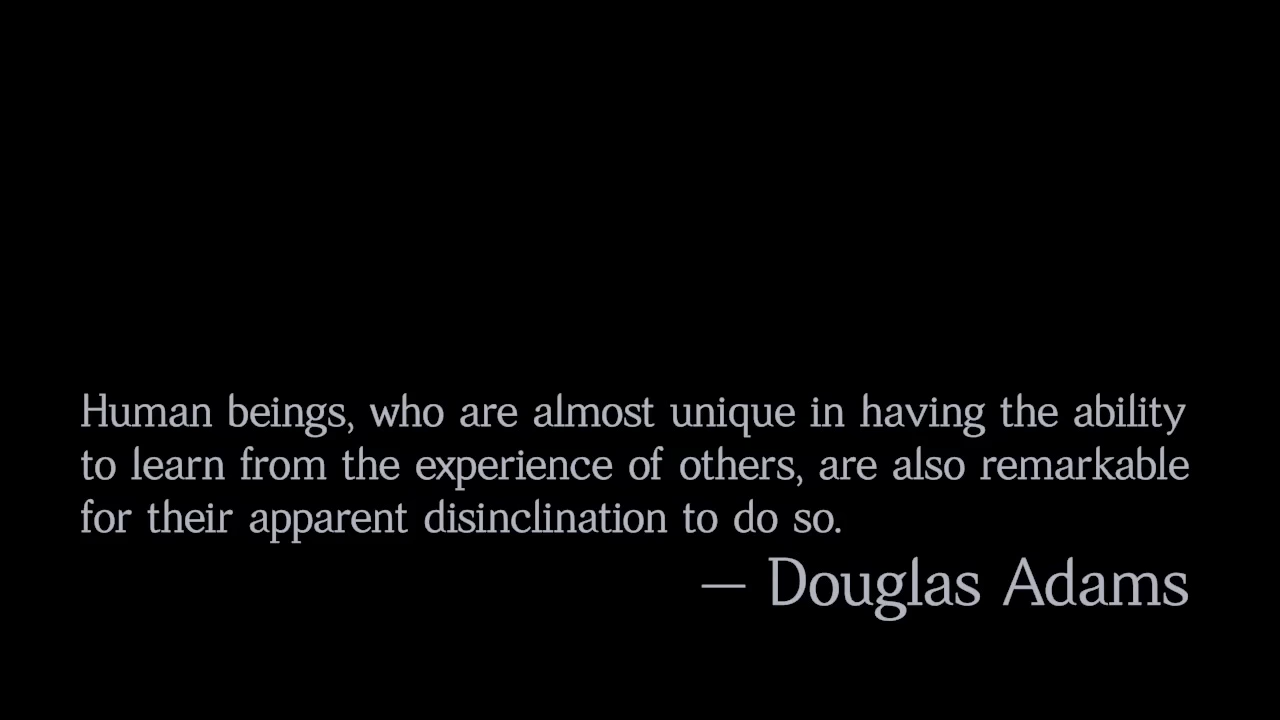 Human beings, who are almost unique in having the ability
to learn from the experience of others, are also remarkable
for their apparent disinclination to do so.
— Douglas Adams